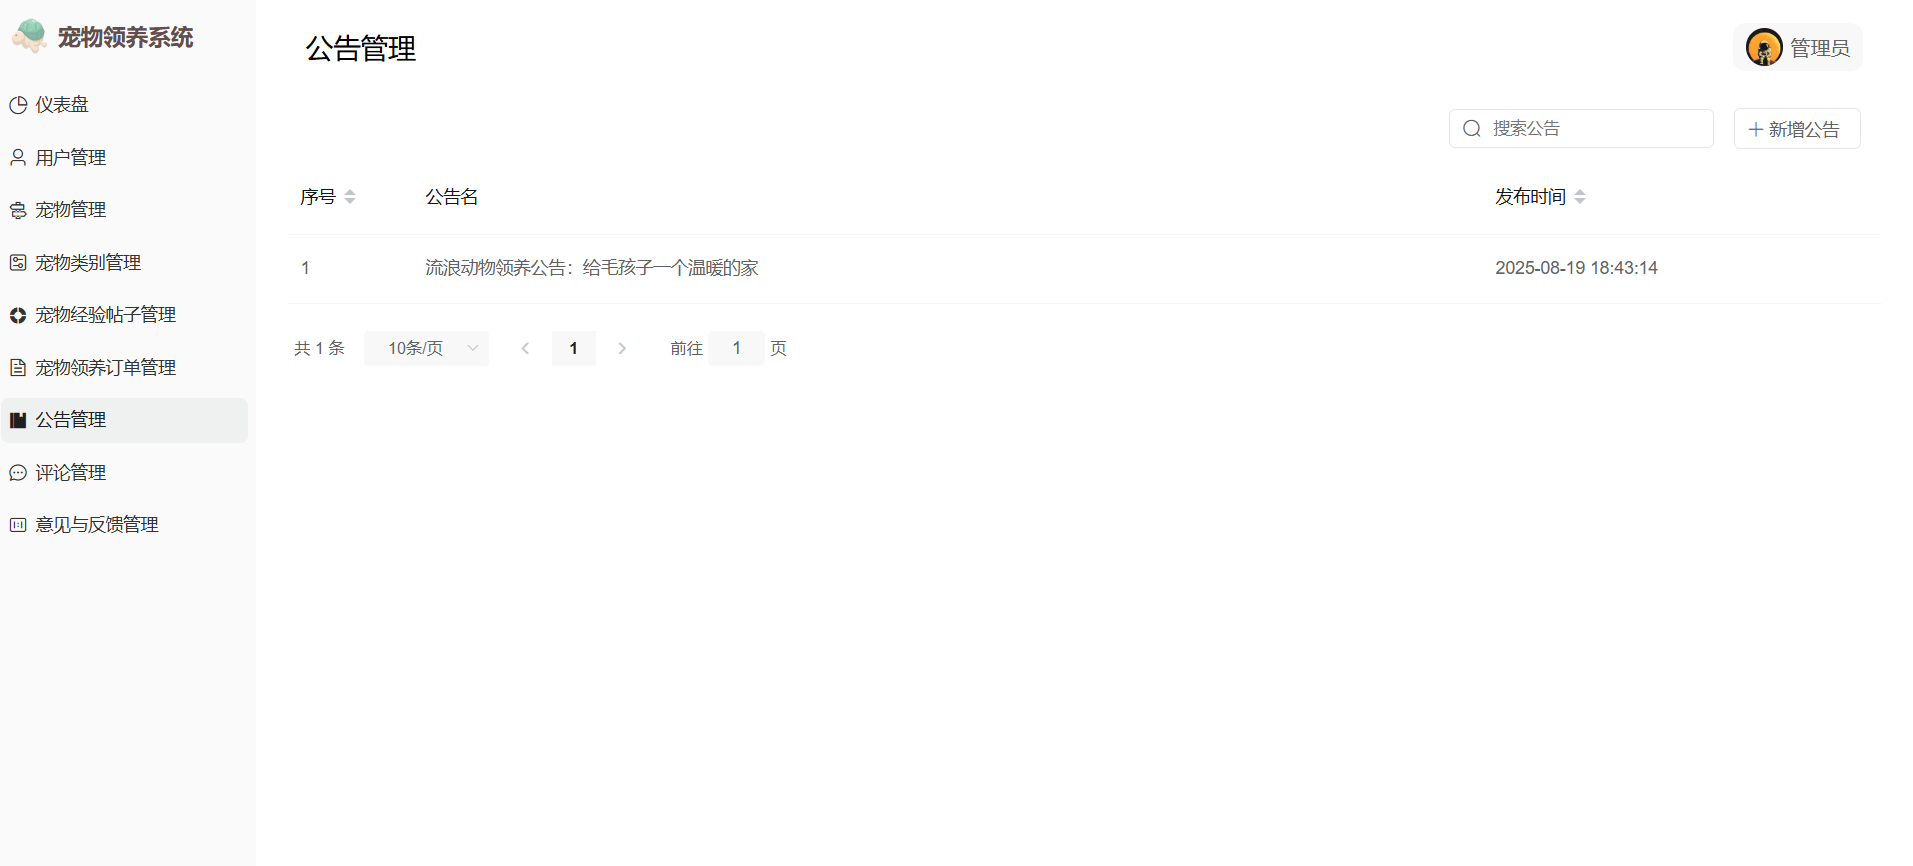 宠物领养系统
仪表盘
用户管理
宠物管理
宠物类别管理
宠物经验帖子管理
宠物领养订单管理
公告管理
评论管理
意见与反馈管理
公告管理
管理员
搜索公告
新增公告
序号 公告名 发布时间
1 流浪动物领养公告：给毛孩子一个温暖的家 2025-08-19 18:43:14
共 1 条 10条/页 1 前往 1 页